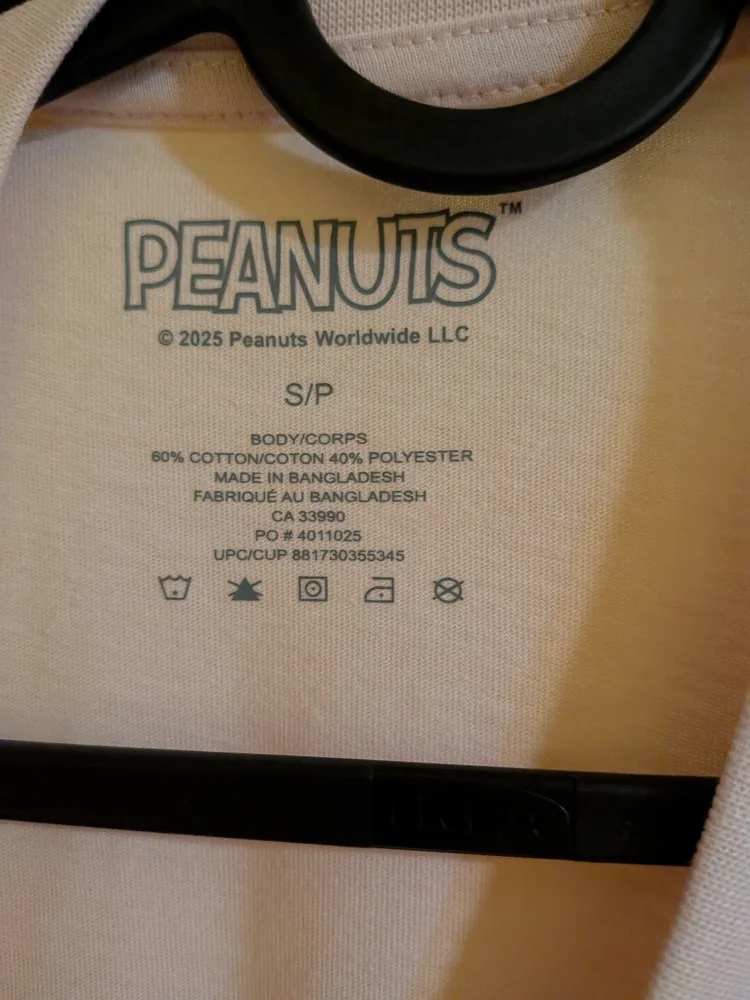 PEANUTS™
© 2025 Peanuts Worldwide LLC
S/P
BODY/CORPS
60% COTTON/COTON 40% POLYESTER
MADE IN BANGLADESH
FABRIQUÉ AU BANGLADESH
CA 33990
PO # 4011025
UPC/CUP 881730355345